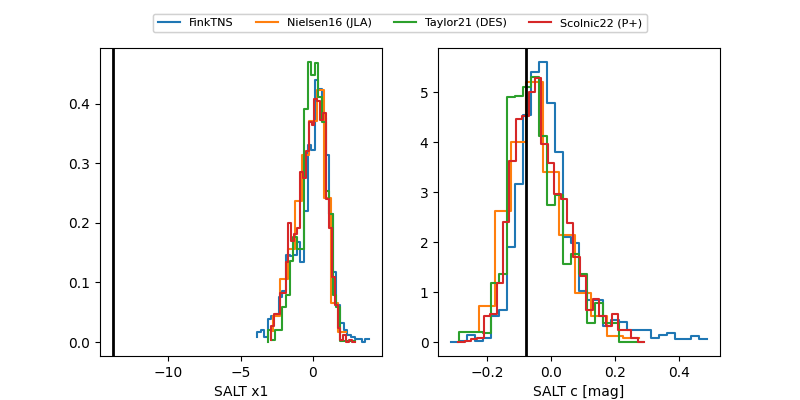 FinkTNS Nielsen16 (JLA) Taylor21 (DES) Scolnic22 (P+)
0.4
0.3
0.2
0.1
0.0
−10 −5 0
SALT x1
5
4
3
2
1
0
−0.2 0.0 0.2 0.4
SALT c [mag]